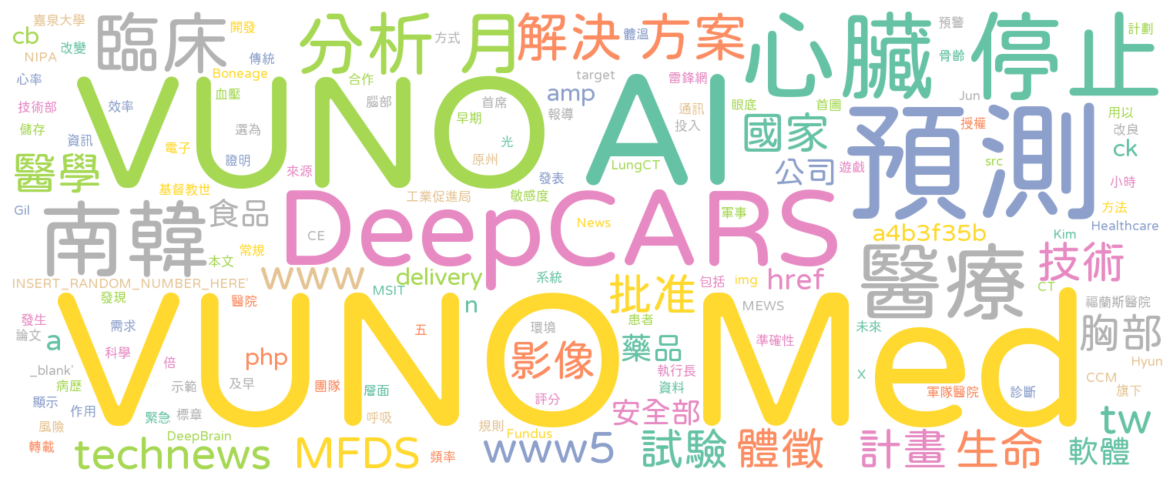 嘉泉大學
開發
臨床
分析
月
方式
解決
方案
體溫
心臟
停止
預警
計劃
cb
改變
NIPA
傳統
骨齡
心率
Boneage
合作
target
雷鋒網
VUNO
AI
血壓
腦部
首席
amp
Jun
技術部
效率
報導
通訊
眼底
首圖
預測
用以
儲存
選為
早期
投入
國家
授權
改良
資訊
電子
光
ck
醫學
證明
原州
LungCT
公司
遊戲
src
來源
發表
小時
基督教世
工業促進局
敏感度
DeepCARS
Gil
南韓
食品
軍事
方法
CE
News
Healthcare
常規
a4b3f35b
Kim
本文
www
delivery
系統
批准
包括
img
href
醫療
技術
INSERT_RANDOM_NUMBER_HERE'
MSIT
CT
發現
醫院
n
MEWS
福蘭斯醫院
VUNO
Med
發生
需求
五
環境
患者
未來
胸部
論文
a
準確性
科學
倍
php
影像
藥品
Hyun
_blank'
執行長
x
病歷
示範
及早
團隊
層面
資料
CCM
軍隊醫院
診斷
旗下
顯示
作用
評分
緊急
標章
呼吸
安全部
tw
風險
規則
轉載
DeepBrain
Fundus
technews
MFDS
頻率
www5
試驗
體徵
計畫
生命
軟體